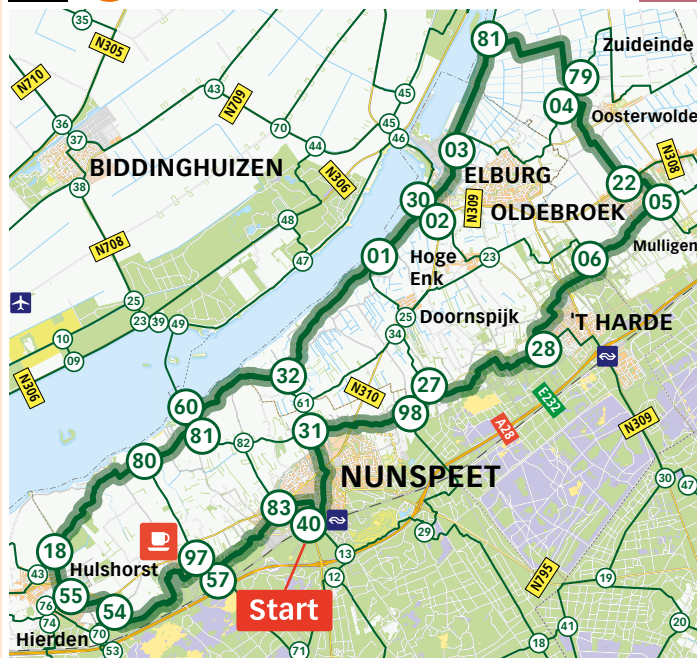 35
N305
81
Zuideinde
N710
43
N709
45
79
04
36
37
70
45
46
44
Oosterwolde
03
BIDDINGHUIZEN
N306
ELBURG
N308
38
22
30
02
N309
OLDEBROEK
05
48
N708
Mulligen
01
Hoge
Enk
23
06
47
25
23
39
49
25
Doornspijk
'T HARDE
34
10
09
28
N306
32
N310
27
E232
60
61
98
A28
N309
81
82
31
80
NUNSPEET
30
47
83
40
18
97
13
29
43
Hulshorst
57
12
N795
19
55
76
54
Start
74
70
Hierden
53
71
18
41
20